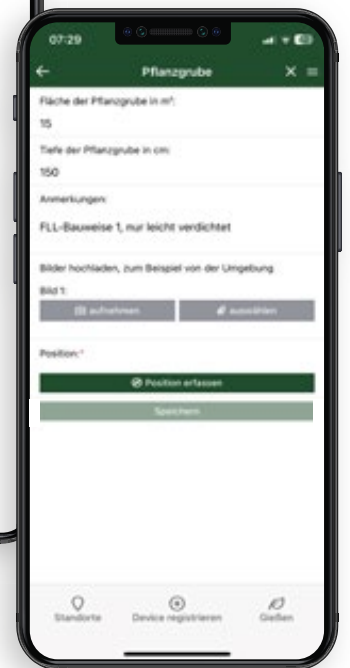 07:29
Pflanzgrube
Fläche der Pflanzgrube in m²:
15
Tiefe der Pflanzgrube in cm:
150
Anmerkungen:
FLL-Bauweise 1, nur leicht verdichtet
Bilder hochladen, zum Beispiel von der Umgebung
Bild 1:
aufnehmen auswählen
Position:*
Position erfassen
Speichern
Standorte Device registrieren Gießen